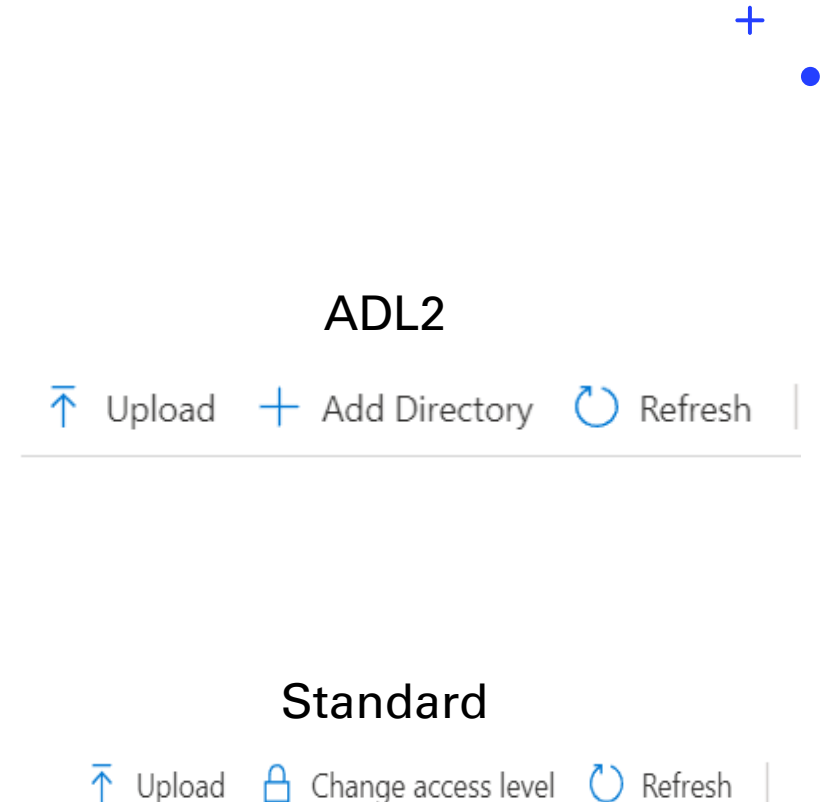 ADL2
Upload Add Directory Refresh
Standard
Upload Change access level Refresh